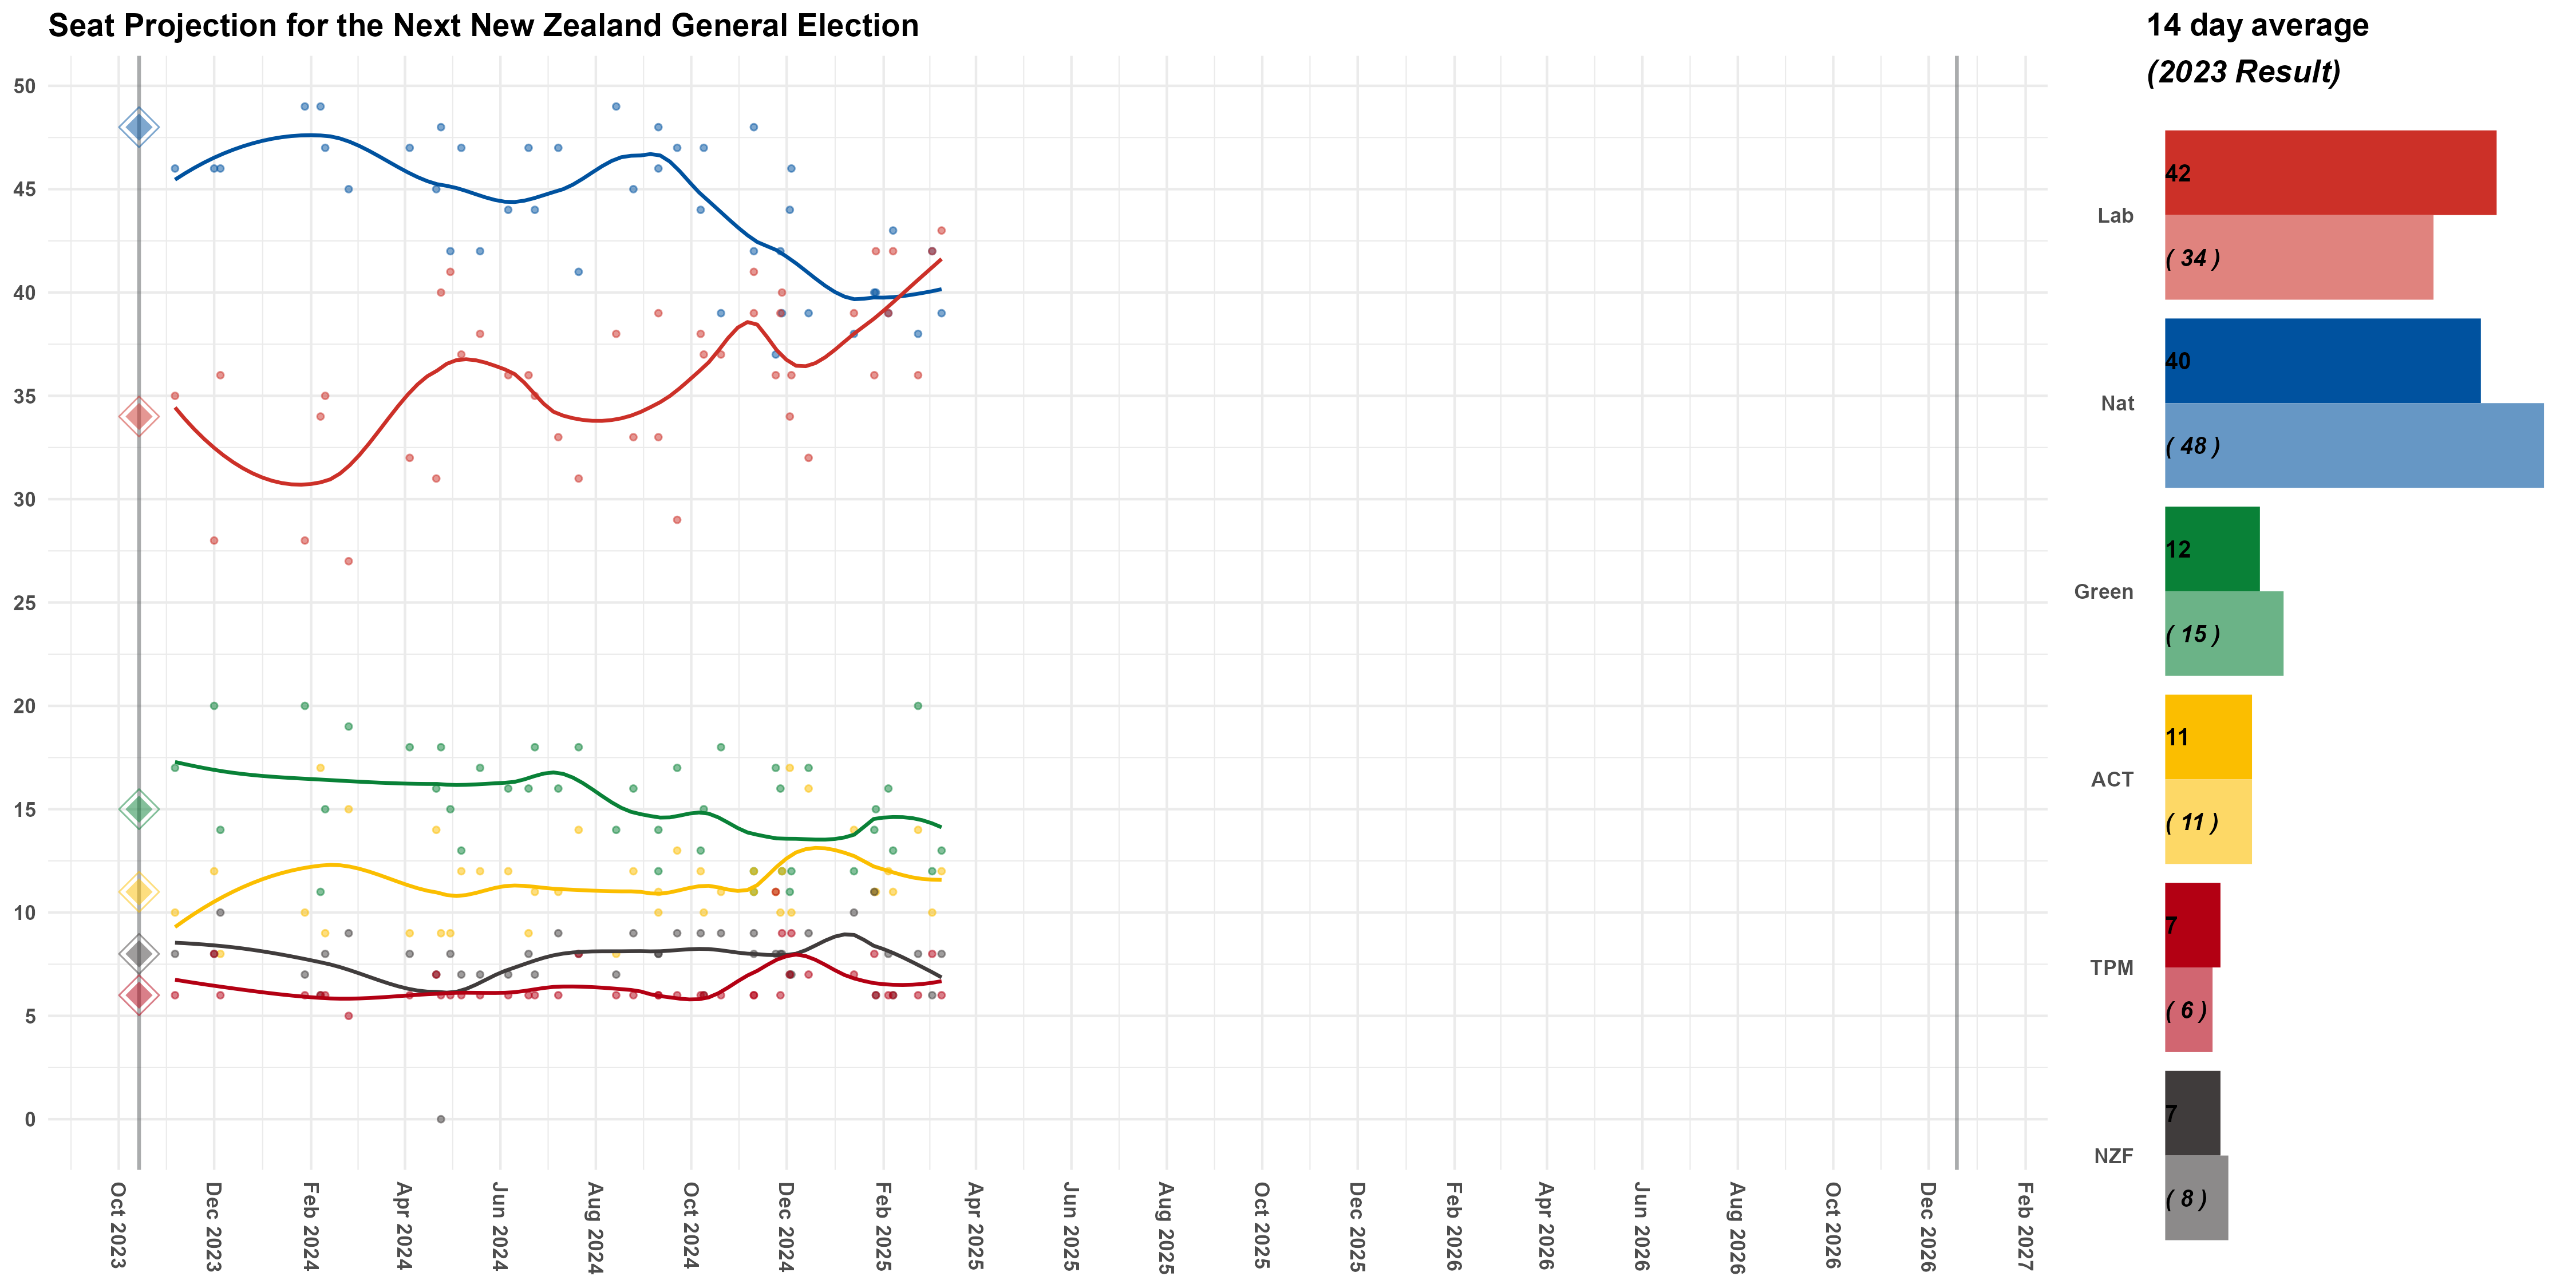 Seat Projection for the Next New Zealand General Election
14 day average
(2023 Result)
50
45
40
35
30
25
20
15
10
5
0
Oct 2023
Dec 2023
Feb 2024
Apr 2024
Jun 2024
Aug 2024
Oct 2024
Dec 2024
Feb 2025
Apr 2025
Jun 2025
Aug 2025
Oct 2025
Dec 2025
Feb 2026
Apr 2026
Jun 2026
Aug 2026
Oct 2026
Dec 2026
Feb 2027
Lab
42
( 34 )
Nat
40
( 48 )
Green
12
( 15 )
ACT
11
( 11 )
TPM
7
( 6 )
NZF
7
( 8 )